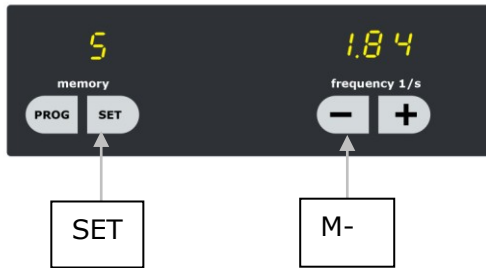 5 1.84
memory frequency 1/s
PROG SET − +
SET M-